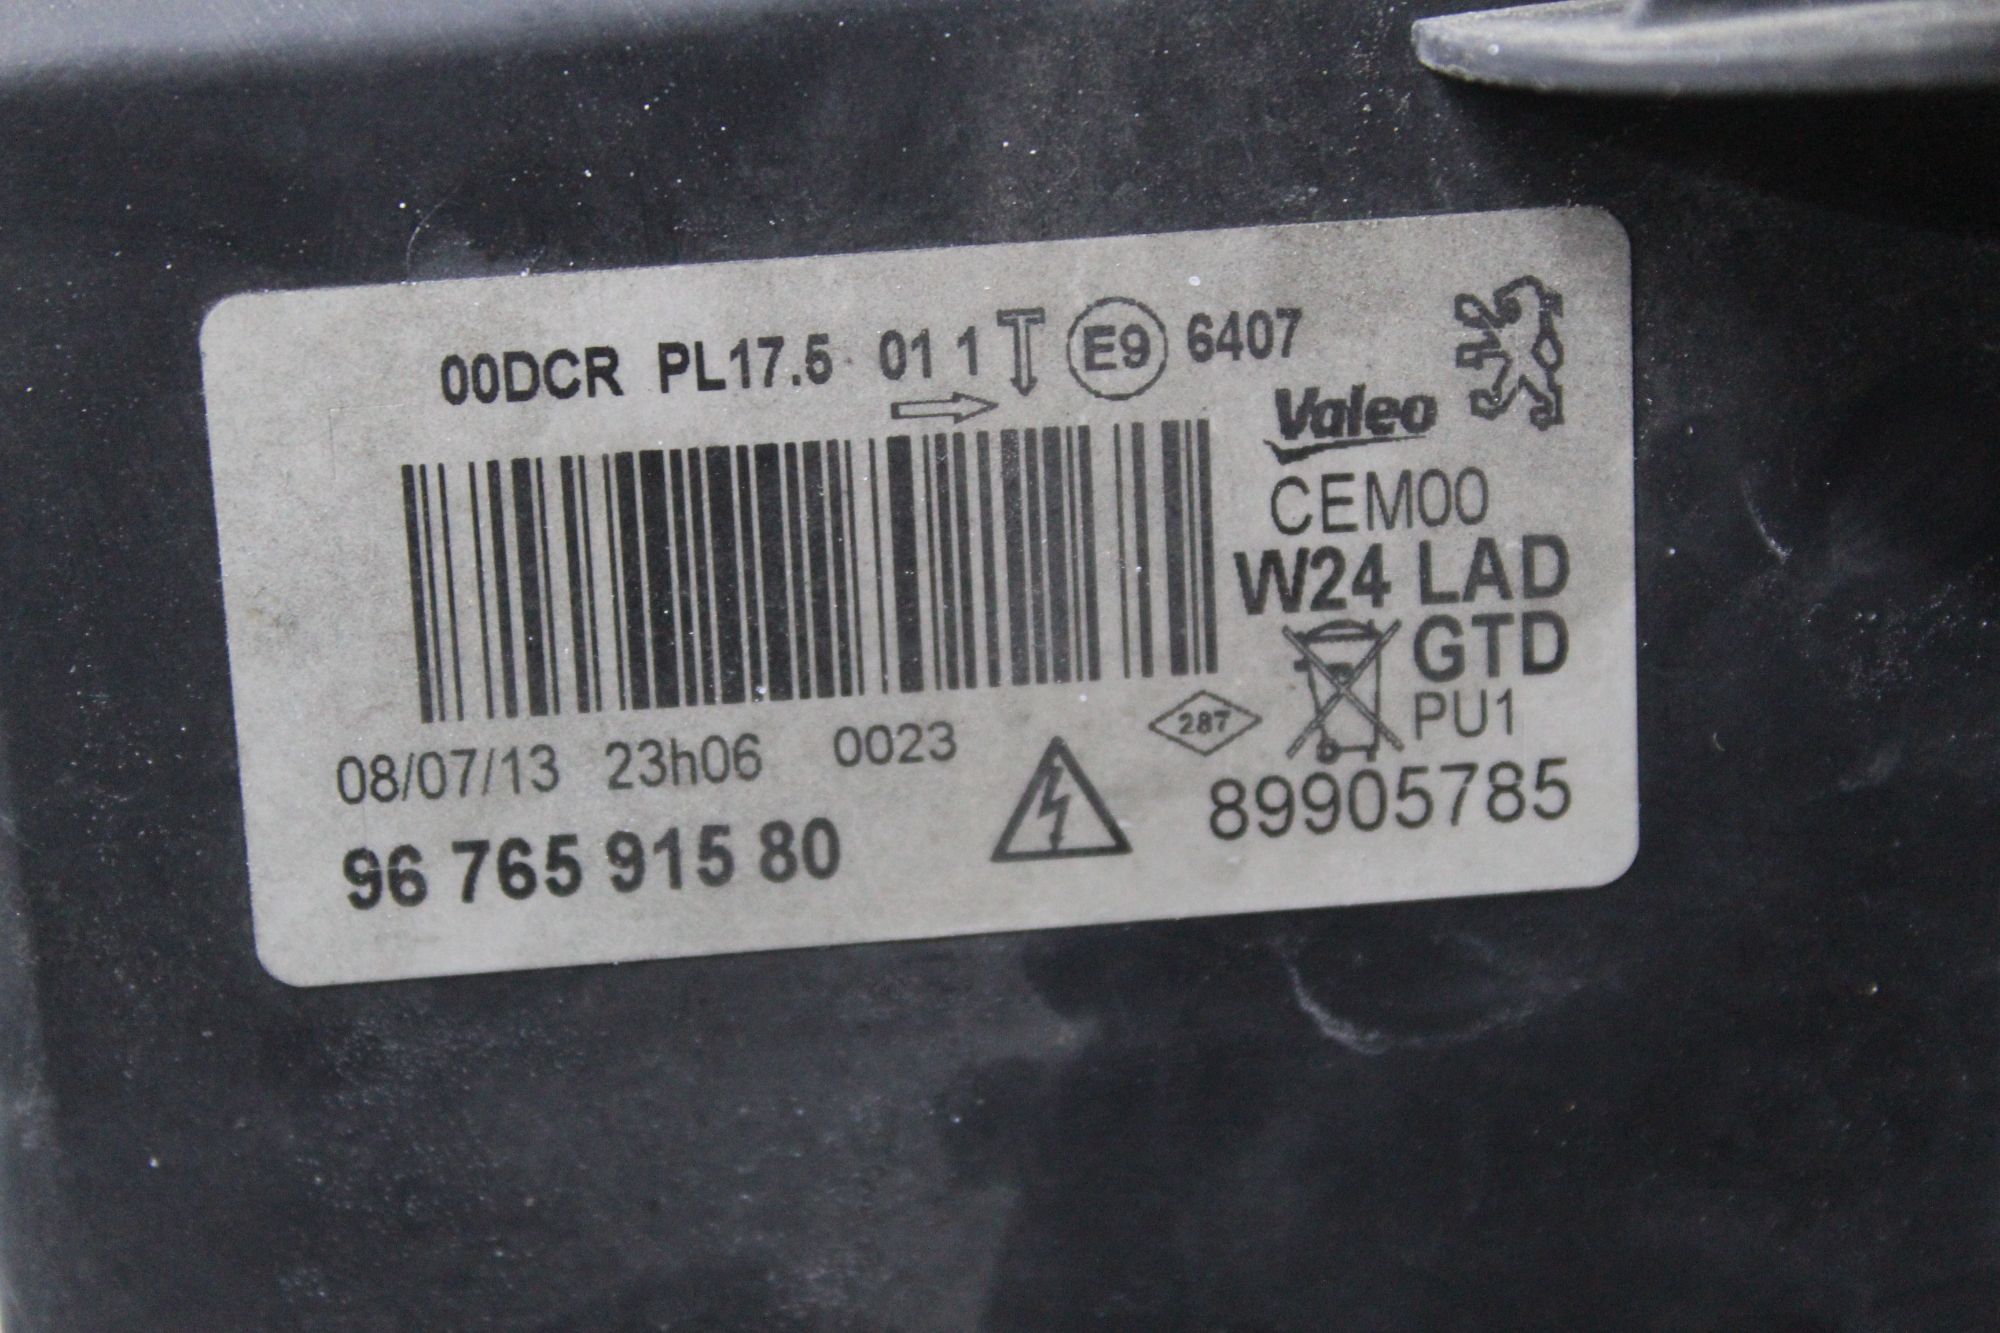 00DCR PL17.5 01 1 E9 6407
Valeo
CEM00
W24 LAD
GTD
PU1
287
08/07/13 23h06 0023
96 765 915 80
89905785